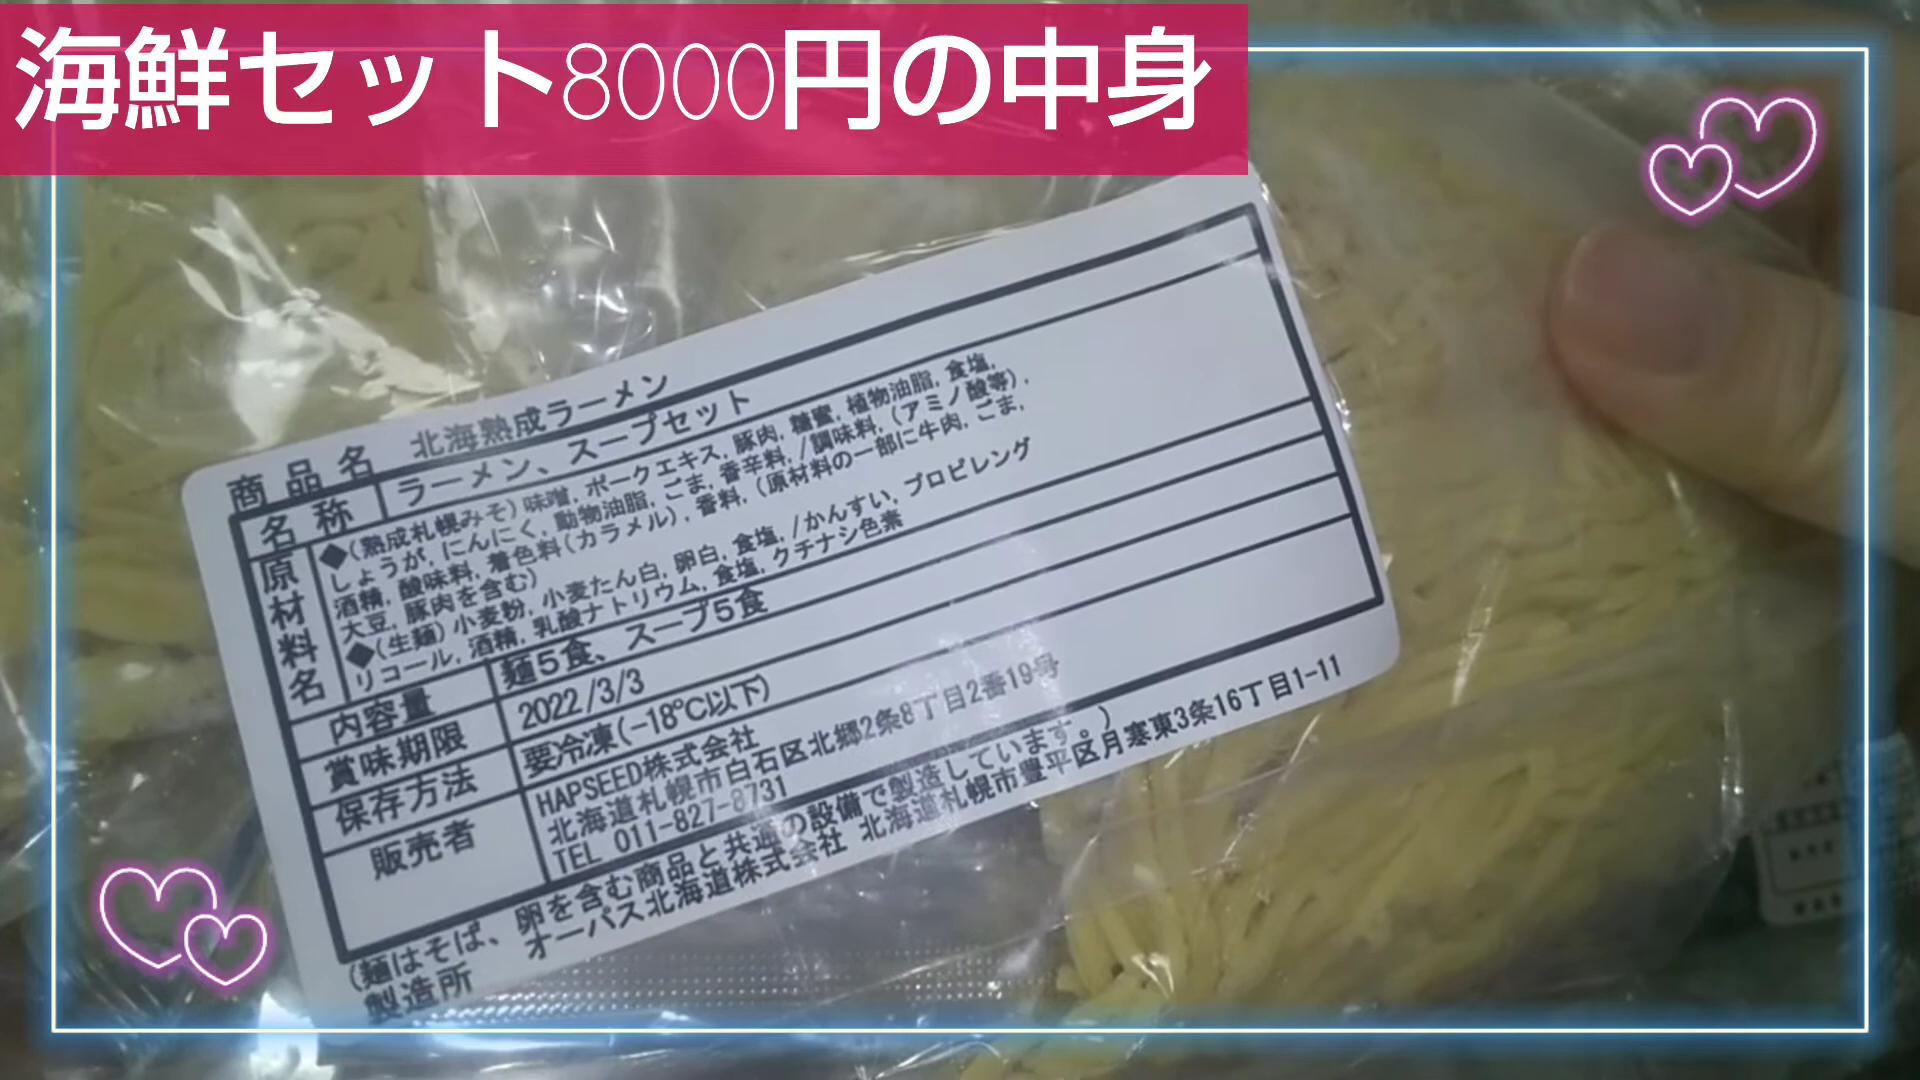 海鮮セット8000円の中身
商品名 北海熟成ラーメン
名称 ラーメン、スープセット
原材料名 ◆(熟成札幌みそ)味噌,ポークエキス,豚肉,糖蜜,植物油脂,食塩,
しょうが,にんにく,動物油脂,ごま,香辛料,/調味料,(アミノ酸等),
酒精,酸味料,着色料(カラメル),香料,(原材料の一部に牛肉,ごま,
大豆,豚肉を含む)
◆(生麺)小麦粉,小麦たん白,卵白,食塩,/かんすい,プロピレング
リコール,酒精,乳酸ナトリウム,食塩,クチナシ色素
内容量 麺5食、スープ5食
賞味期限 2022/3/3
保存方法 要冷凍(-18℃以下)
販売者 HAPSEED株式会社
北海道札幌市白石区北郷2条8丁目2番19号
TEL 011-827-8731
(麺はそば、卵を含む商品と共通の設備で製造しています。)
製造所 オーパス北海道株式会社 北海道札幌市豊平区月寒東3条16丁目1-11